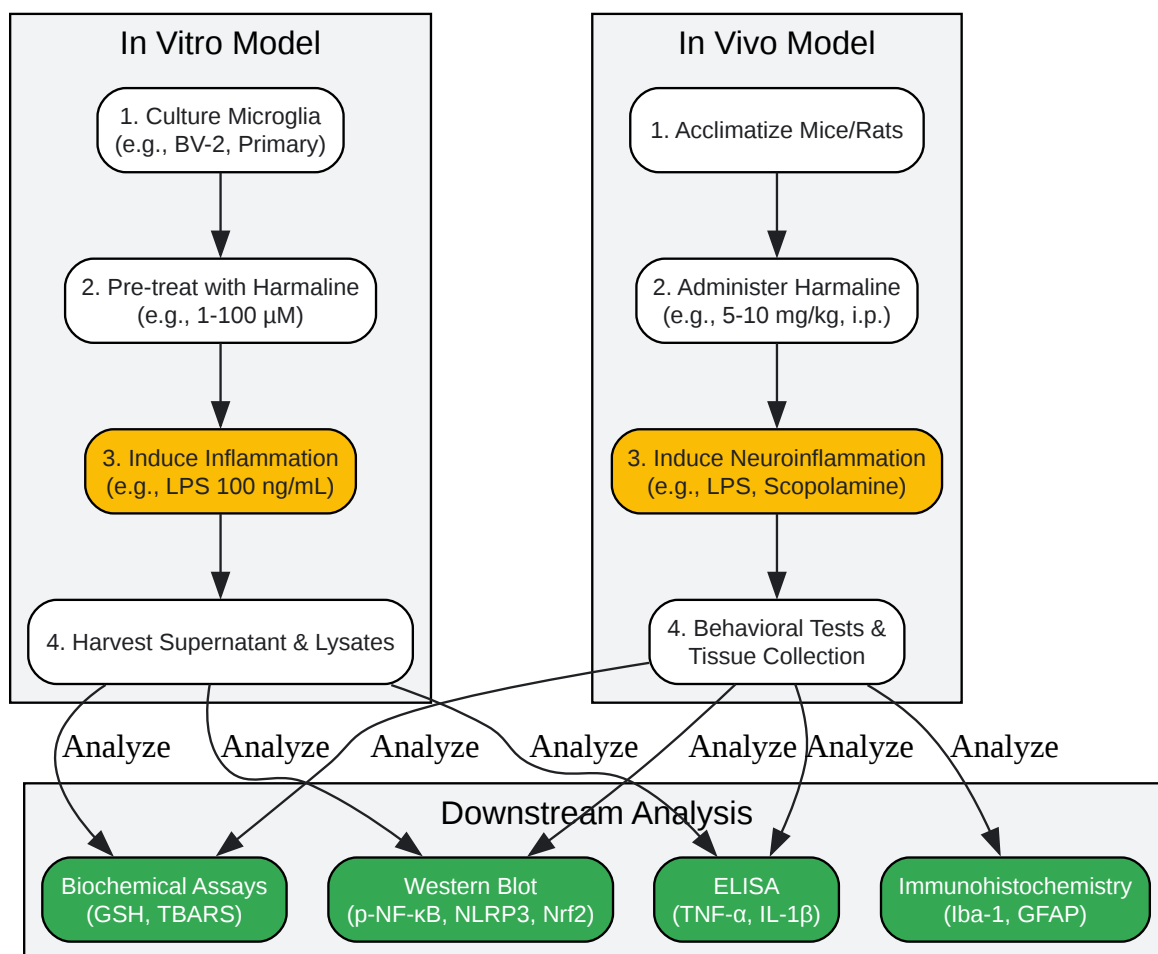 In Vitro Model
1. Culture Microglia
(e.g., BV-2, Primary)
2. Pre-treat with Harmaline
(e.g., 1-100 µM)
3. Induce Inflammation
(e.g., LPS 100 ng/mL)
4. Harvest Supernatant & Lysates
In Vivo Model
1. Acclimatize Mice/Rats
2. Administer Harmaline
(e.g., 5-10 mg/kg, i.p.)
3. Induce Neuroinflammation
(e.g., LPS, Scopolamine)
4. Behavioral Tests &
Tissue Collection
Analyze
Analyze
Analyze
Analyze
Analyze
Analyze
Analyze
Downstream Analysis
Biochemical Assays
(GSH, TBARS)
Western Blot
(p-NF-κB, NLRP3, Nrf2)
ELISA
(TNF-α, IL-1β)
Immunohistochemistry
(Iba-1, GFAP)